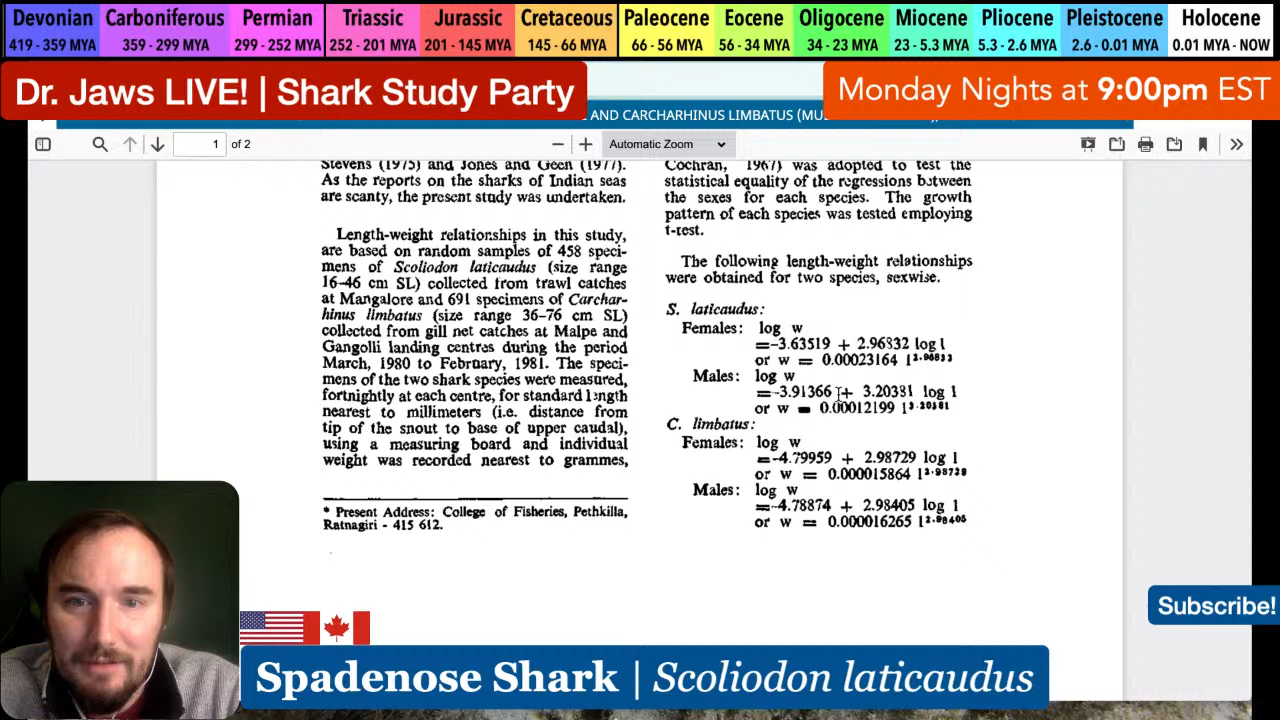 Devonian
419 - 359 MYA
Carboniferous
359 - 299 MYA
Permian
299 - 252 MYA
Triassic
252 - 201 MYA
Jurassic
201 - 145 MYA
Cretaceous
145 - 66 MYA
Paleocene
66 - 56 MYA
Eocene
56 - 34 MYA
Oligocene
34 - 23 MYA
Miocene
23 - 5.3 MYA
Pliocene
5.3 - 2.6 MYA
Pleistocene
2.6 - 0.01 MYA
Holocene
0.01 MYA - NOW
Dr. Jaws LIVE! | Shark Study Party
Monday Nights at 9:00pm EST
AND CARCHARHINUS LIMBATUS
1 of 2
Automatic Zoom
Stevens (1975) and Jones and Geen (1977).
As the reports on the sharks of Indian seas
are scanty, the present study was undertaken.
Length-weight relationships in this study,
are based on random samples of 458 speci-
mens of Scoliodon laticaudus (size range
16-46 cm SL) collected from trawl catches
at Mangalore and 691 specimens of Carchar-
hinus limbatus (size range 36-76 cm SL)
collected from gill net catches at Malpe and
Gangolli landing centres during the period
March, 1980 to February, 1981. The speci-
mens of the two shark species were measured,
fortnightly at each centre, for standard length
nearest to millimeters (i.e. distance from
tip of the snout to base of upper caudal),
using a measuring board and individual
weight was recorded nearest to grammes,
* Present Address: College of Fisheries, Pethkilla,
Ratnagiri - 415 612.
Cochran, 1967) was adopted to test the
statistical equality of the regressions between
the sexes for each species. The growth
pattern of each species was tested employing
t-test.
The following length-weight relationships
were obtained for two species, sexwise.
S. laticaudus:
Females: log w
=-3.63519 + 2.96832 log l
or w = 0.00023164 l
Males: log w
=-3.91366 + 3.20381 log l
or w = 0.00012199 l
C. limbatus:
Females: log w
=-4.79959 + 2.98729 log l
or w = 0.000015864 l
Males: log w
=-4.78874 + 2.98405 log l
or w = 0.000016265 l
Subscribe!
Spadenose Shark | Scoliodon laticaudus